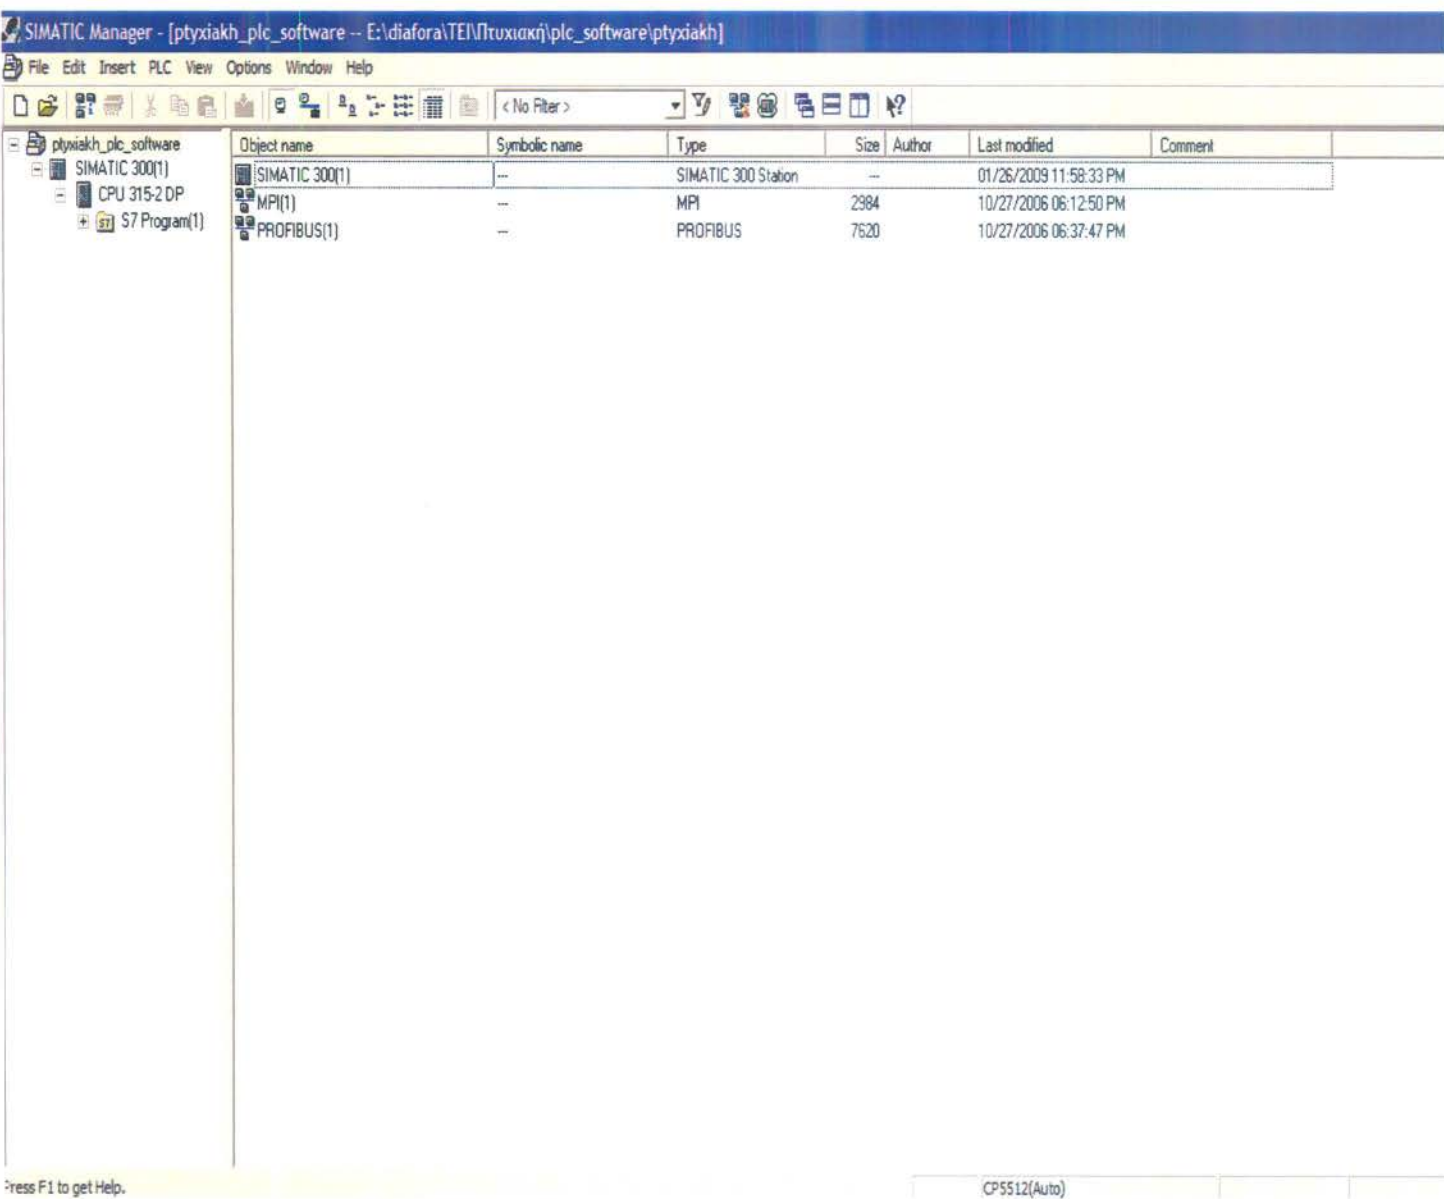 SIMATIC Manager - [ptyxiakh_plc_software -- E:\diafora\TEI\Πτυχιακή\plc_software\ptyxiakh]
File Edit Insert PLC View Options Window Help
< No Filter >
ptyxiakh_plc_software
SIMATIC 300(1)
CPU 315-2 DP
S7 Program(1)
Object name Symbolic name Type Size Author Last modified Comment
SIMATIC 300(1) --- SIMATIC 300 Station --- 01/26/2009 11:58:33 PM
MPI(1) --- MPI 2984 10/27/2006 06:12:50 PM
PROFIBUS(1) --- PROFIBUS 7620 10/27/2006 06:37:47 PM
Press F1 to get Help.
CP5512(Auto)